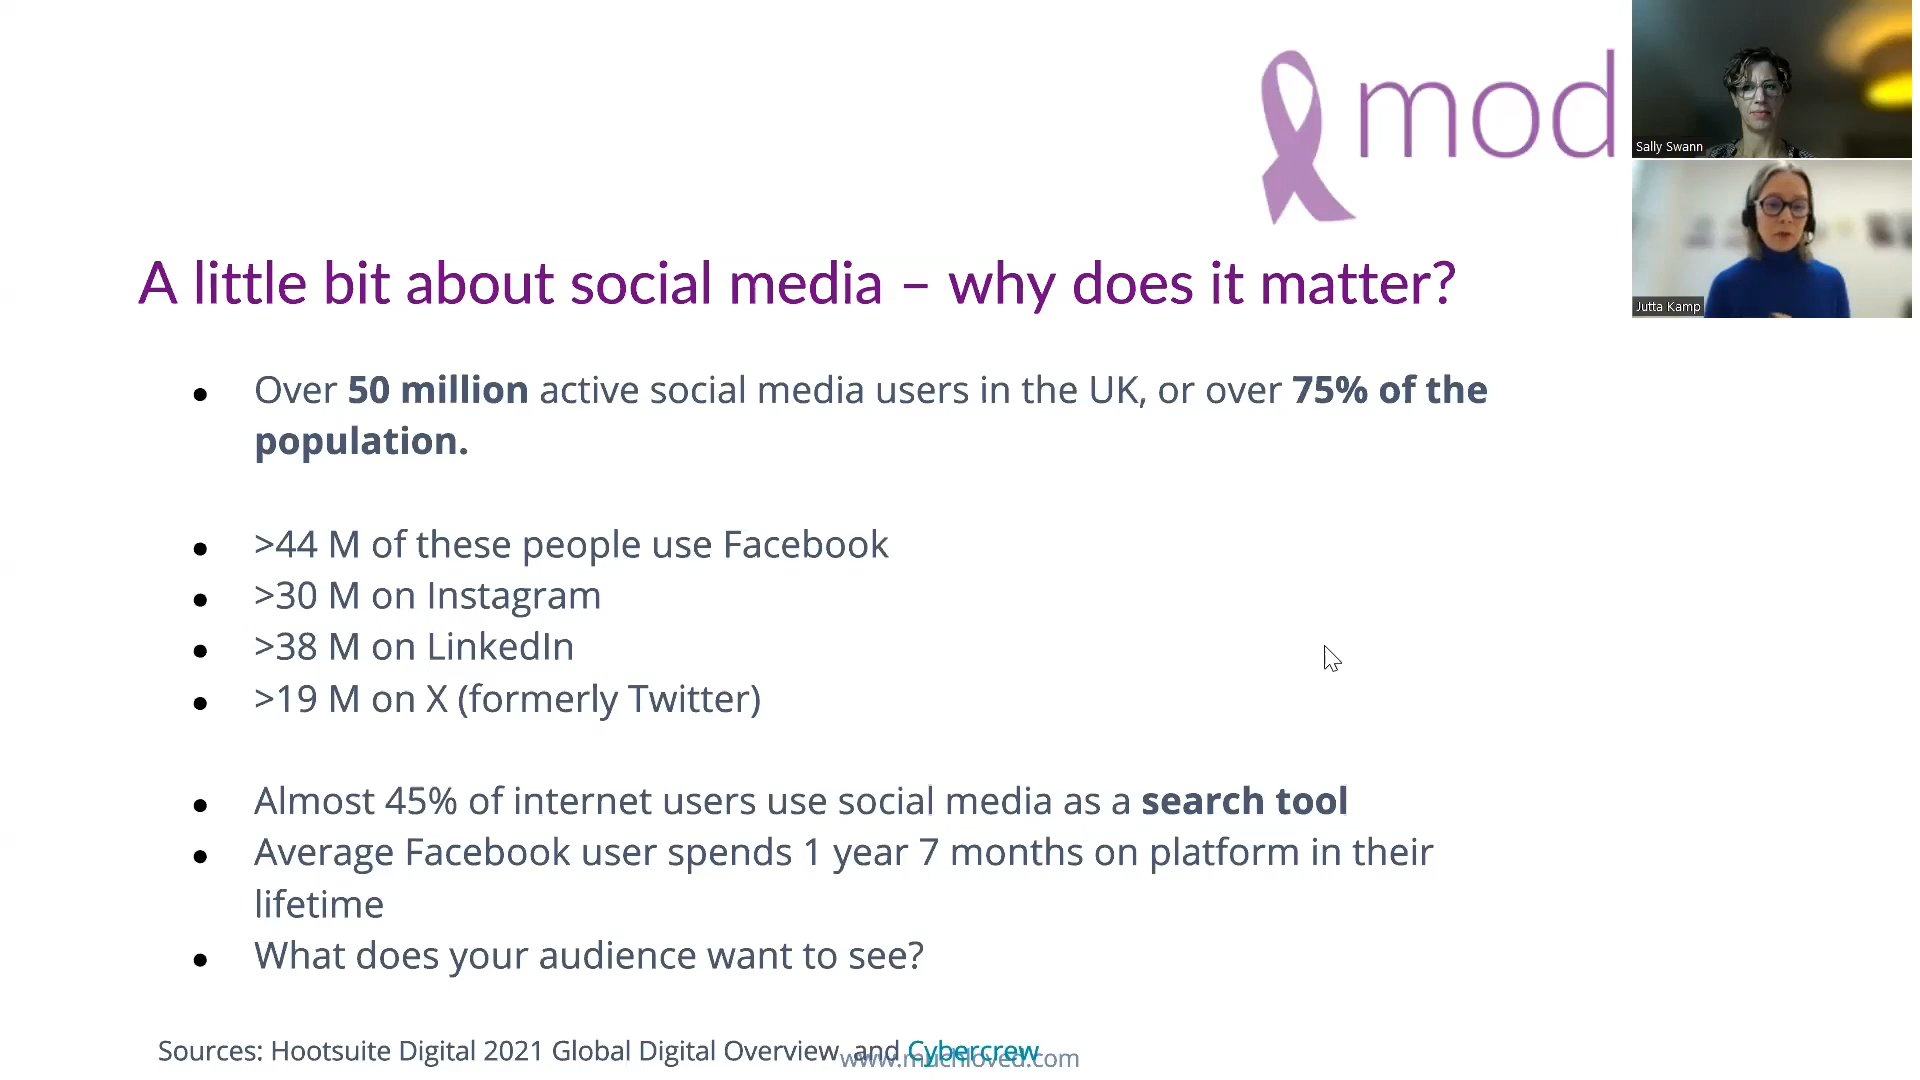 mod
Sally Swann
Jutta Kamp
A little bit about social media – why does it matter?
● Over 50 million active social media users in the UK, or over 75% of the
population.
● >44 M of these people use Facebook
● >30 M on Instagram
● >38 M on LinkedIn
● >19 M on X (formerly Twitter)
● Almost 45% of internet users use social media as a search tool
● Average Facebook user spends 1 year 7 months on platform in their
lifetime
● What does your audience want to see?
Sources: Hootsuite Digital 2021 Global Digital Overview, and Cybercrew
www.muchloved.com